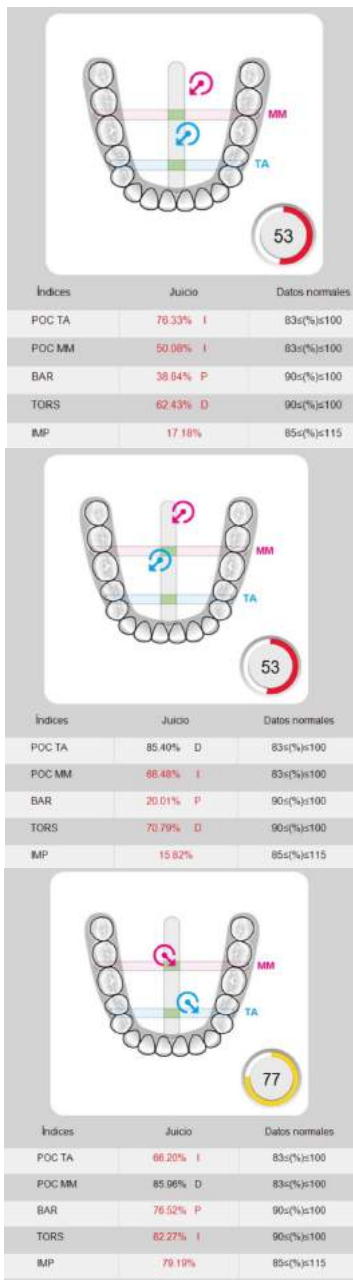 MM
TA
53
Índices Juicio Datos normales
POC TA 76.33% I 83≤(%)≤100
POC MM 50.08% I 83≤(%)≤100
BAR 38.64% P 90≤(%)≤100
TORS 62.43% D 90≤(%)≤100
IMP 17.18% 85≤(%)≤115
MM
TA
53
Índices Juicio Datos normales
POC TA 85.40% D 83≤(%)≤100
POC MM 68.48% I 83≤(%)≤100
BAR 20.01% P 90≤(%)≤100
TORS 70.79% D 90≤(%)≤100
IMP 15.82% 85≤(%)≤115
MM
TA
77
Índices Juicio Datos normales
POC TA 66.20% I 83≤(%)≤100
POC MM 85.96% D 83≤(%)≤100
BAR 76.52% P 90≤(%)≤100
TORS 82.27% I 90≤(%)≤100
IMP 79.19% 85≤(%)≤115